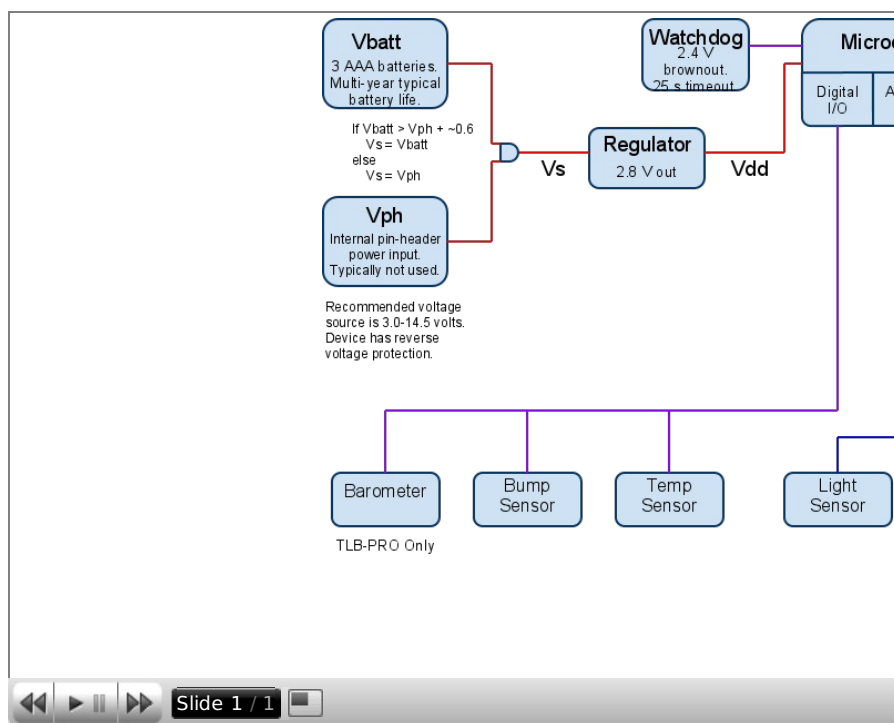 Vbatt
3 AAA batteries.
Multi-year typical
battery life.
If Vbatt > Vph + ~0.6
Vs = Vbatt
else
Vs = Vph
Vph
Internal pin-header
power input.
Typically not used.
Recommended voltage
source is 3.0-14.5 volts.
Device has reverse
voltage protection.
Vs
Regulator
2.8 V out
Vdd
Watchdog
2.4 V
brownout.
25 s timeout.
Micro
Digital
I/O
A
Barometer
TLB-PRO Only
Bump
Sensor
Temp
Sensor
Light
Sensor
Slide 1 / 1